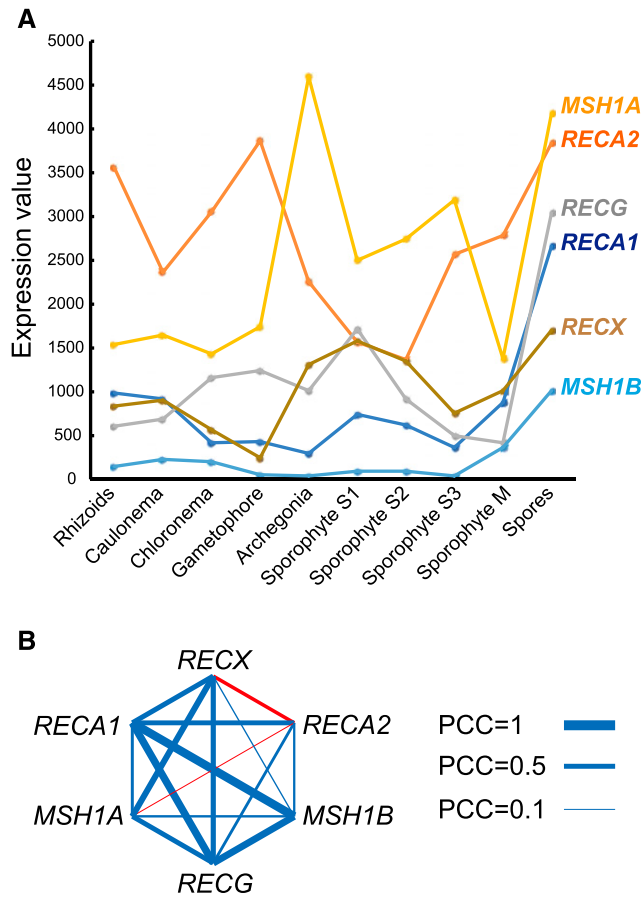 A
Expression value
5000
4500
4000
3500
3000
2500
2000
1500
1000
500
0
MSH1A
RECA2
RECG
RECA1
RECX
MSH1B
Rhizoids
Caulonema
Chloronema
Gametophore
Archegonia
Sporophyte S1
Sporophyte S2
Sporophyte S3
Sporophyte M
Spores
B
RECX
RECA1
RECA2
MSH1A
MSH1B
RECG
PCC=1
PCC=0.5
PCC=0.1